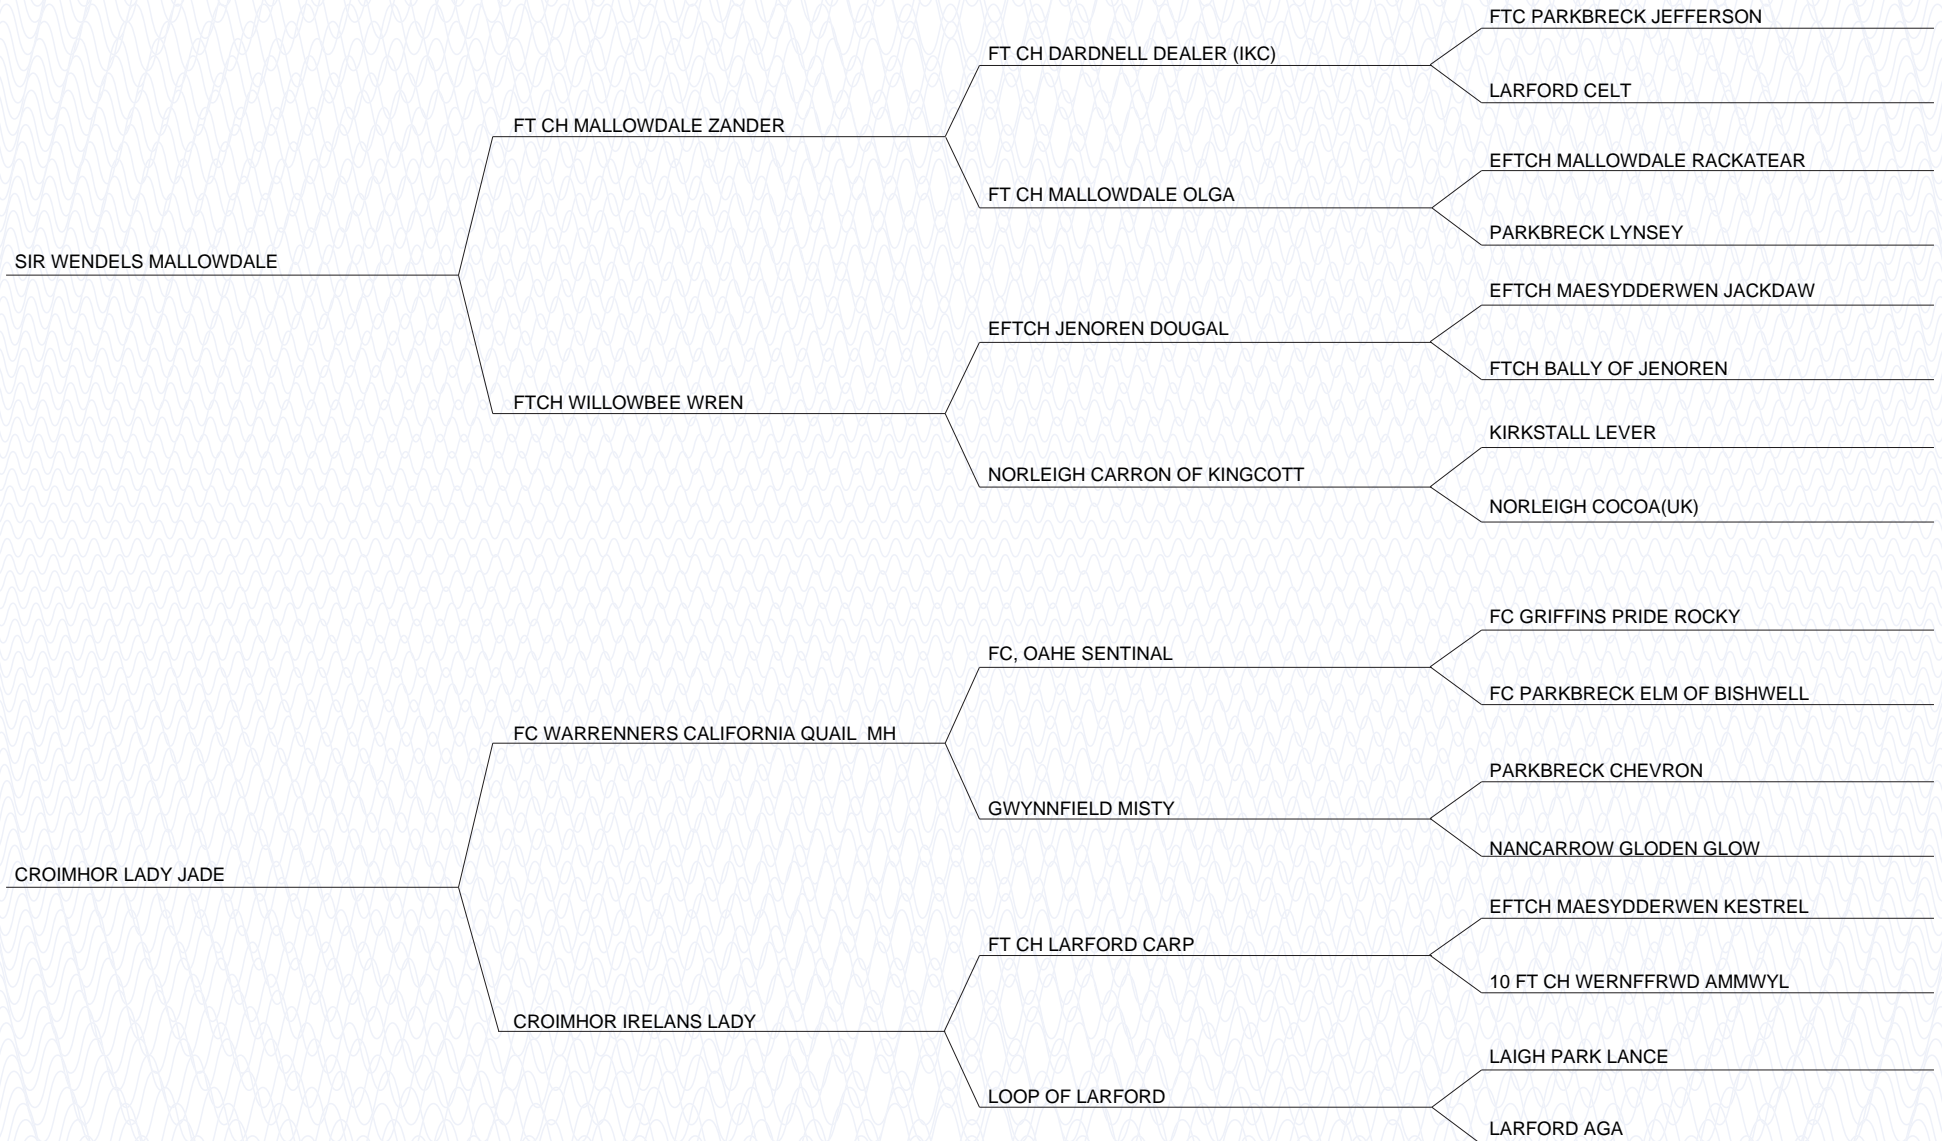 SIR WENDELS MALLOWDALE
FT CH MALLOWDALE ZANDER
FT CH DARDNELL DEALER (IKC)
FTC PARKBRECK JEFFERSON
LARFORD CELT
FT CH MALLOWDALE OLGA
EFTCH MALLOWDALE RACKATEAR
PARKBRECK LYNSEY
FTCH WILLOWBEE WREN
EFTCH JENOREN DOUGAL
EFTCH MAESYDDERWEN JACKDAW
FTCH BALLY OF JENOREN
NORLEIGH CARRON OF KINGCOTT
KIRKSTALL LEVER
NORLEIGH COCOA(UK)
CROIMHOR LADY JADE
FC WARRENNERS CALIFORNIA QUAIL  MH
FC, OAHE SENTINAL
FC GRIFFINS PRIDE ROCKY
FC PARKBRECK ELM OF BISHWELL
GWYNNFIELD MISTY
PARKBRECK CHEVRON
NANCARROW GLODEN GLOW
CROIMHOR IRELANS LADY
FT CH LARFORD CARP
EFTCH MAESYDDERWEN KESTREL
10 FT CH WERNFFRWD AMMWYL
LOOP OF LARFORD
LAIGH PARK LANCE
LARFORD AGA